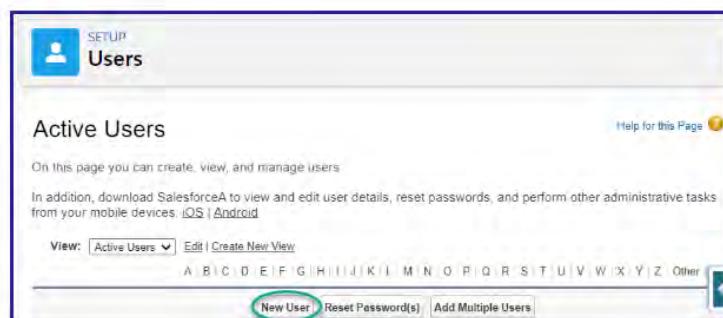 SETUP
Users
Active Users
Help for this Page
On this page you can create, view, and manage users
In addition, download SalesforceA to view and edit user details, reset passwords, and perform other administrative tasks
from your mobile devices. iOS | Android
View: Active Users Edit | Create New View
A | B | C | D | E | F | G | H | I | J | K | L | M | N | O | P | Q | R | S | T | U | V | W | X | Y | Z | Other
New User Reset Password(s) Add Multiple Users